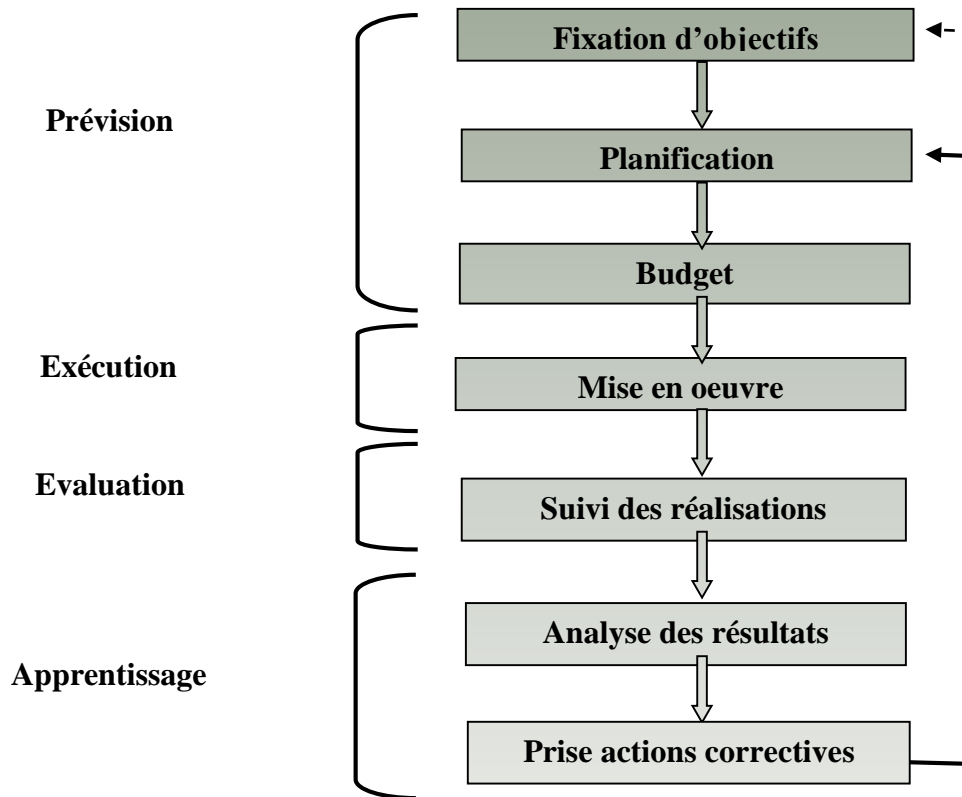 Fixation d’objectifs
Prévision
Planification
Budget
Exécution
Mise en oeuvre
Evaluation
Suivi des réalisations
Analyse des résultats
Apprentissage
Prise actions correctives